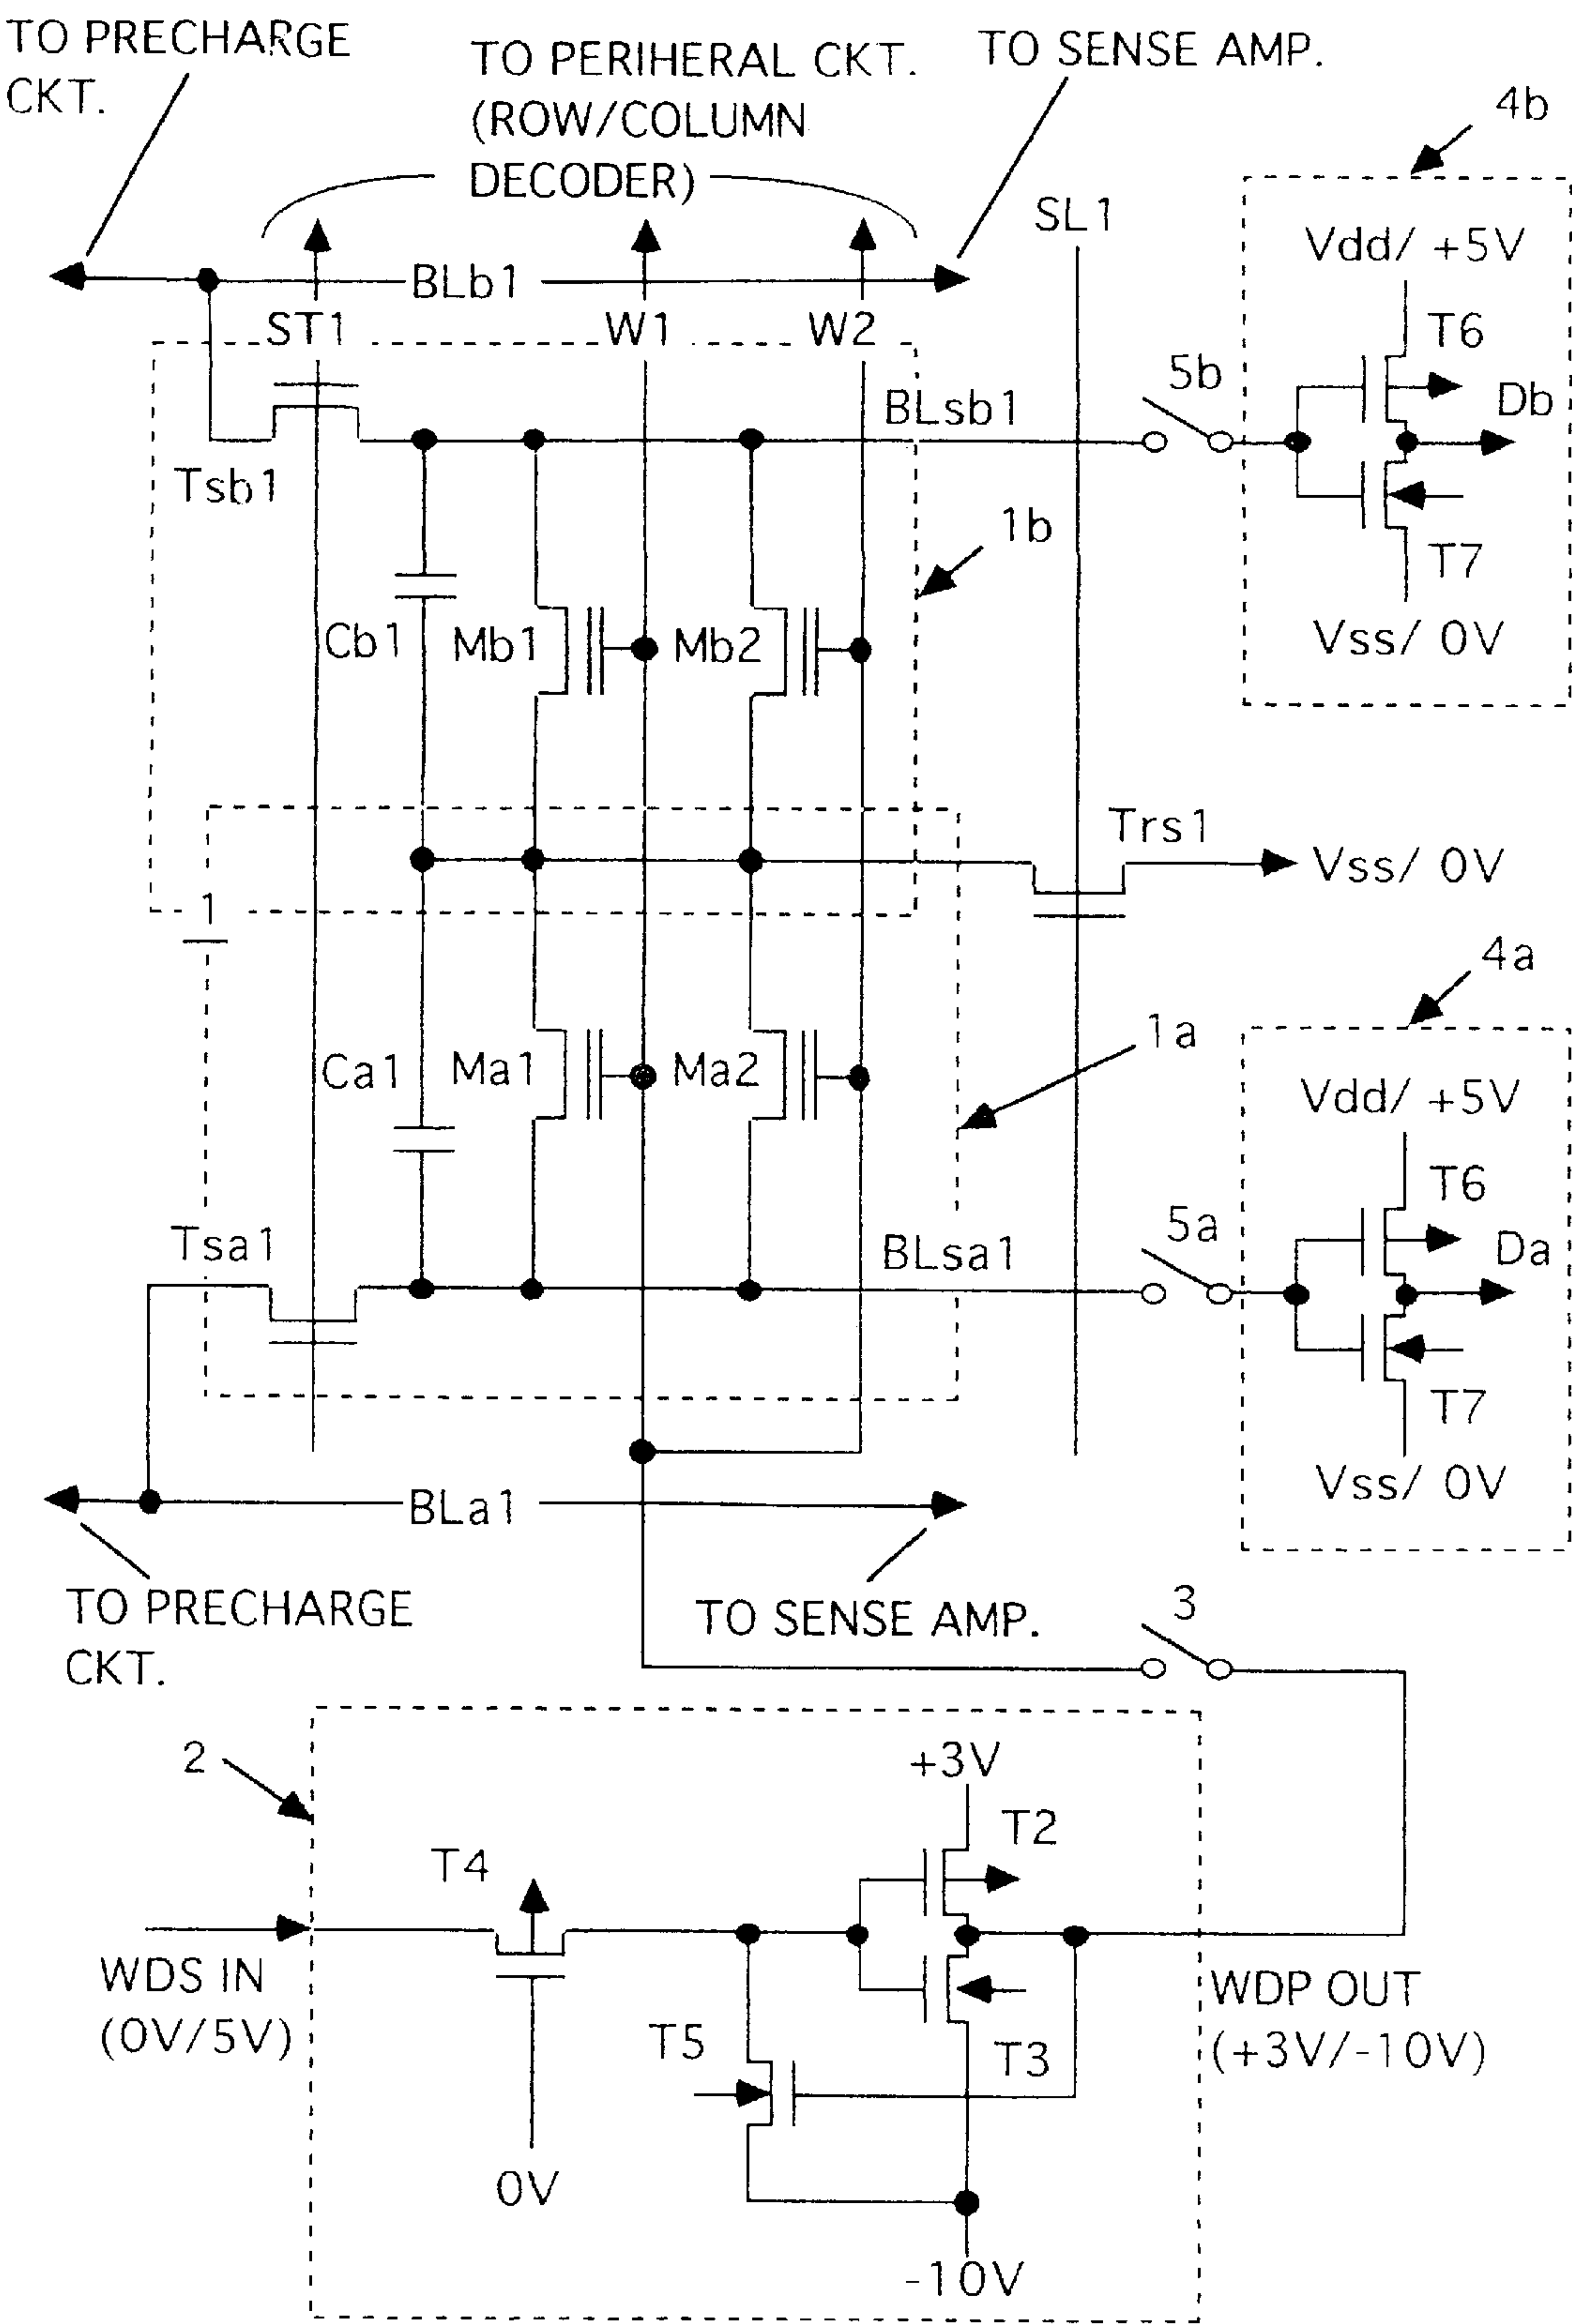 TO PRECHARGE
CKT.
TO PERIHERAL CKT.
(ROW/COLUMN
DECODER)
TO SENSE AMP.
4b
SL1
Vdd/ +5V
BLb1
ST1
W1
W2
T6
5b
Db
BLsb1
Tsb1
1b
T7
Cb1
Mb1
Mb2
Vss/ 0V
Trs1
Vss/ 0V
1
4a
1a
Ca1
Ma1
Ma2
Vdd/ +5V
T6
5a
Da
Tsa1
BLsa1
T7
Vss/ 0V
BLa1
TO PRECHARGE
CKT.
TO SENSE AMP.
3
2
+3V
T2
T4
WDS IN
(0V/5V)
WDP OUT
(+3V/-10V)
T5
T3
0V
-10V